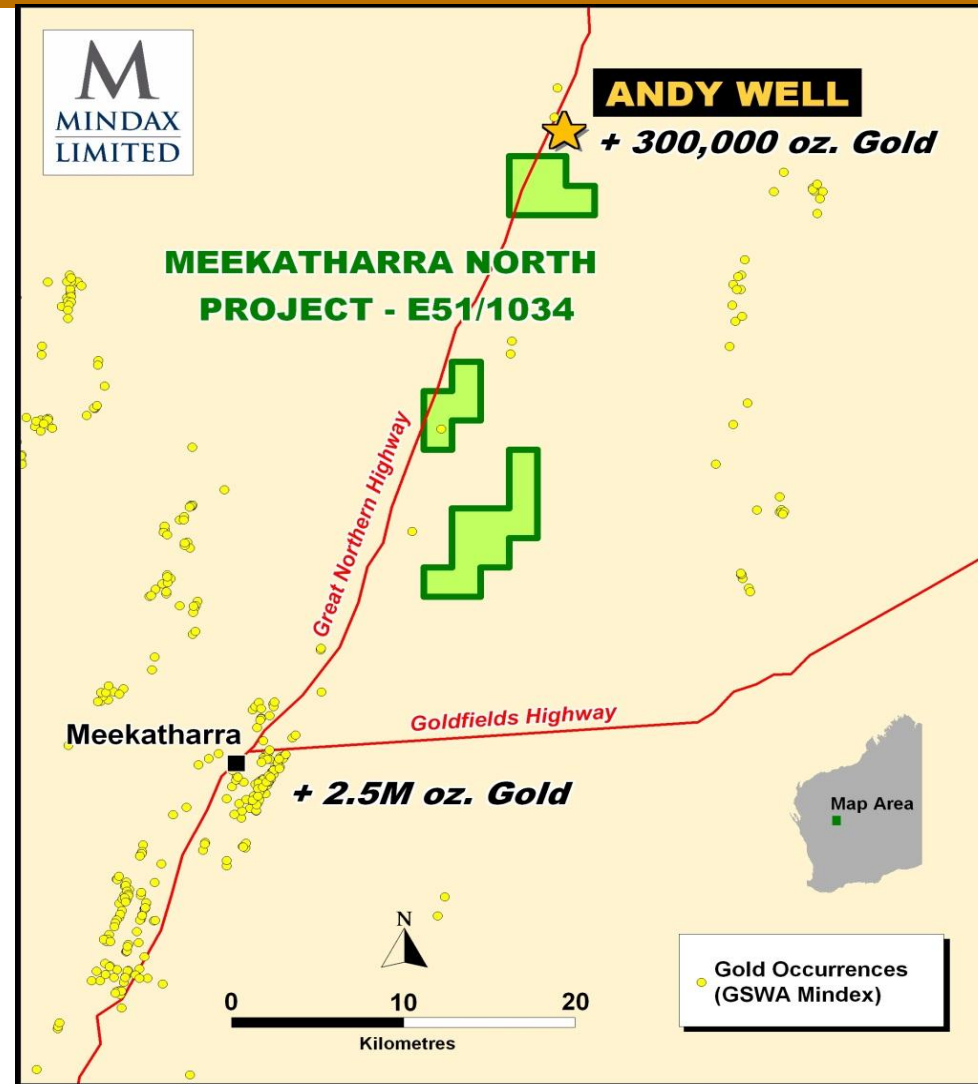 M
MINDAX
LIMITED
ANDY WELL
+ 300,000 oz. Gold
MEEKATHARRA NORTH
PROJECT - E51/1034
Great Northern Highway
Goldfields Highway
Meekatharra
+ 2.5M oz. Gold
Map Area
N
0 10 20
Kilometres
Gold Occurrences
(GSWA Mindex)